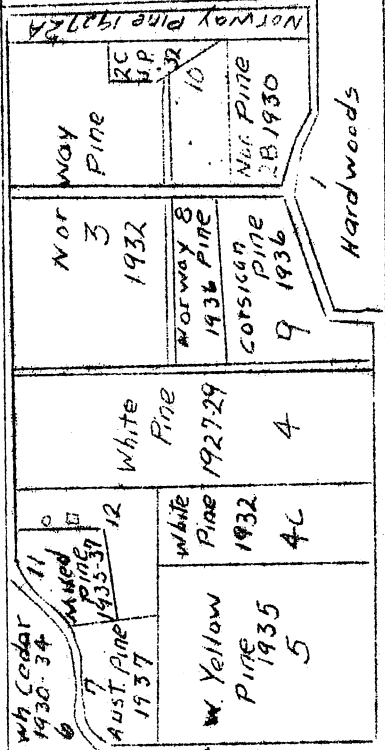 Norway Pine 1927 2A
2C
N.P.
32
10
Nor. Pine
2B 1930
1
Hardwoods
Nor way
Pine
Nor
3
1932
Norway 8
1936 Pine
Corsican
Pine
1936
9
White
Pine
1927-29
4
White
Pine
1932
4C
W Yellow
Pine
1935
5
12
11
Mixed
Pine
1935-37
7
Aust. Pine
1937
Wh. Cedar
1930-34
6